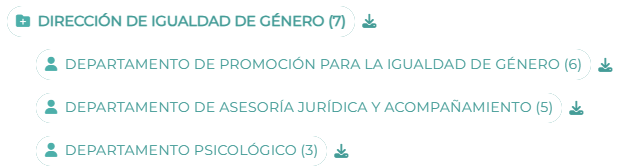 DIRECCIÓN DE IGUALDAD DE GÉNERO (7)
DEPARTAMENTO DE PROMOCIÓN PARA LA IGUALDAD DE GÉNERO (6)
DEPARTAMENTO DE ASESORÍA JURÍDICA Y ACOMPAÑAMIENTO (5)
DEPARTAMENTO PSICOLÓGICO (3)